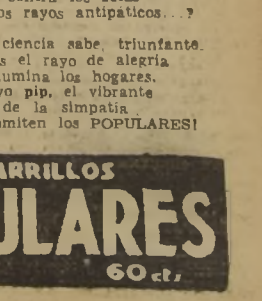 os rayos antipáticos...?
ciencia sabe, triunfante.
s el rayo de alegría
umina los hogares.
yo pip, el vibrante
de la simpatía
miten los POPULARES!
ARRILLOS
ULARES
60 cts